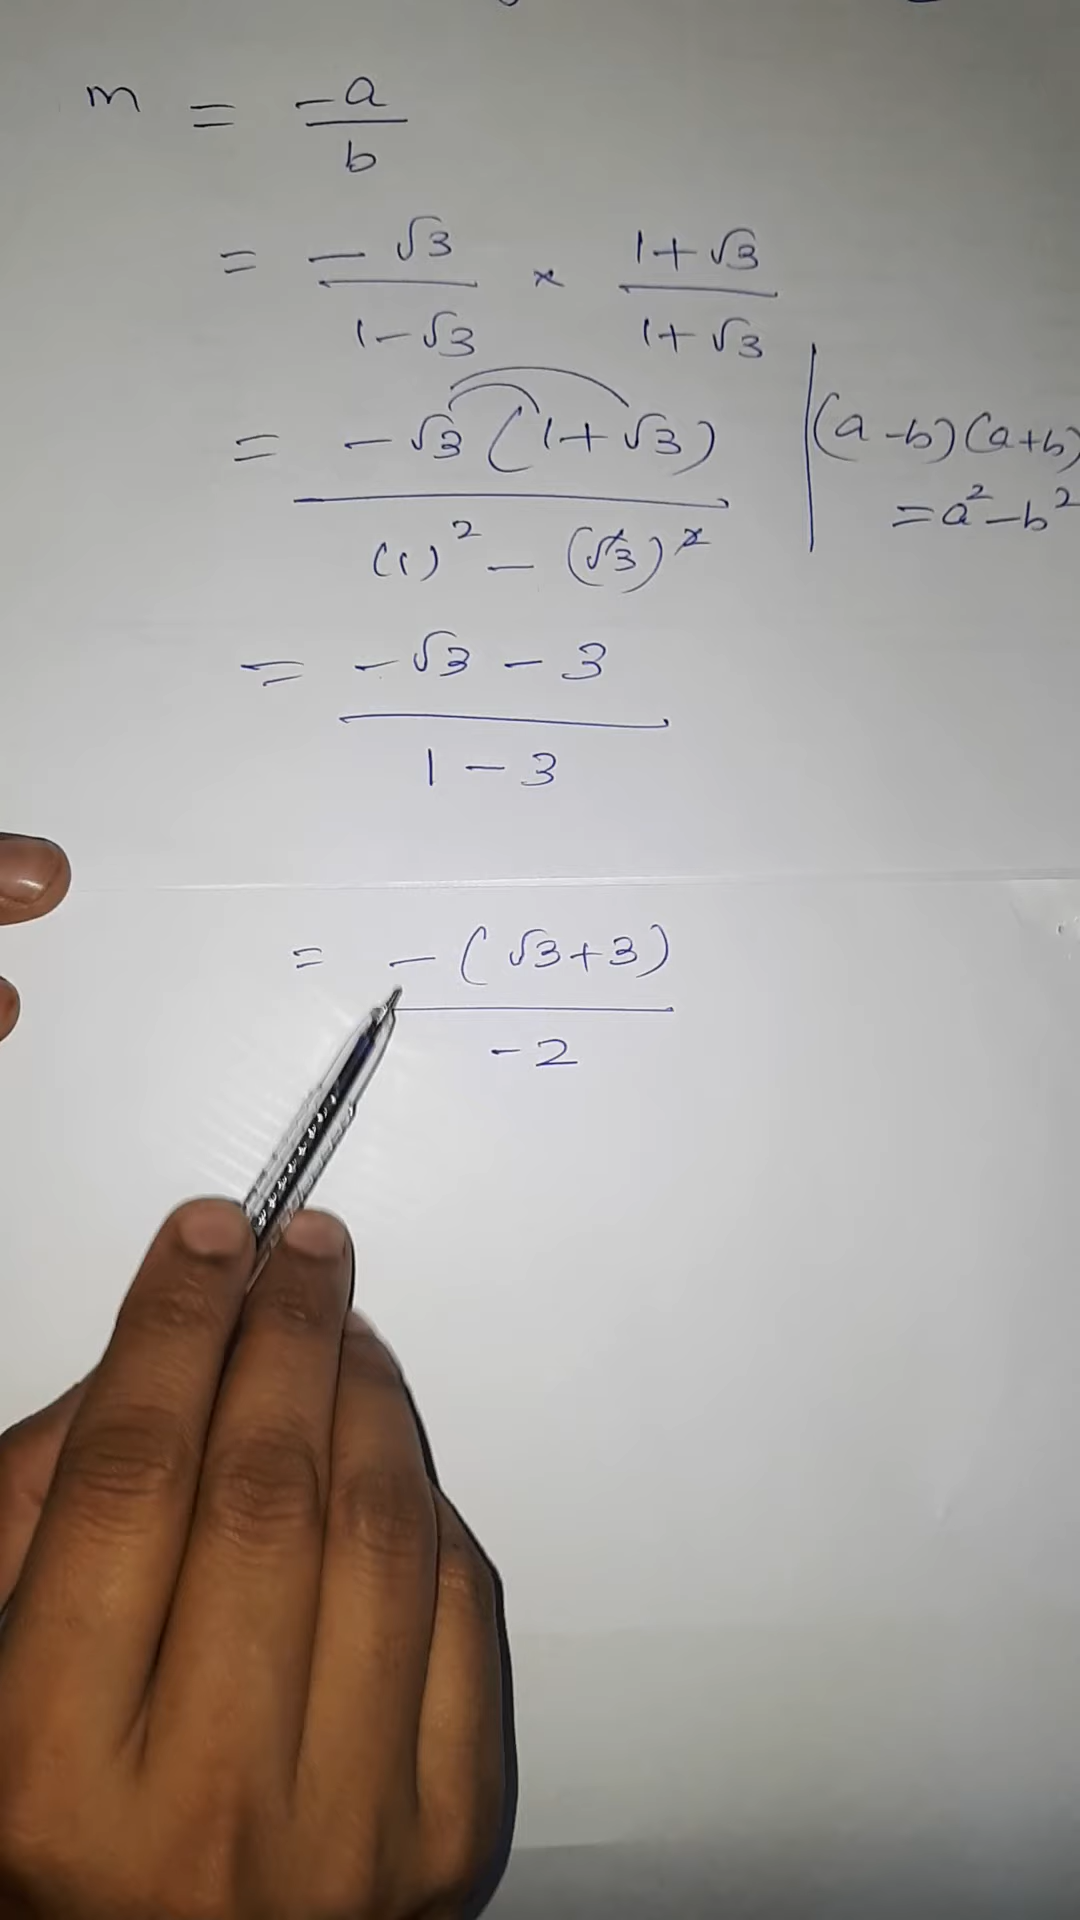 m = -a/b
= -√3/(1-√3) × (1+√3)/(1+√3)
= -√3(1+√3)/((1)² - (√3)²)
(a-b)(a+b)
= a²-b²
= (-√3 - 3)/(1 - 3)
= -(√3+3)/-2